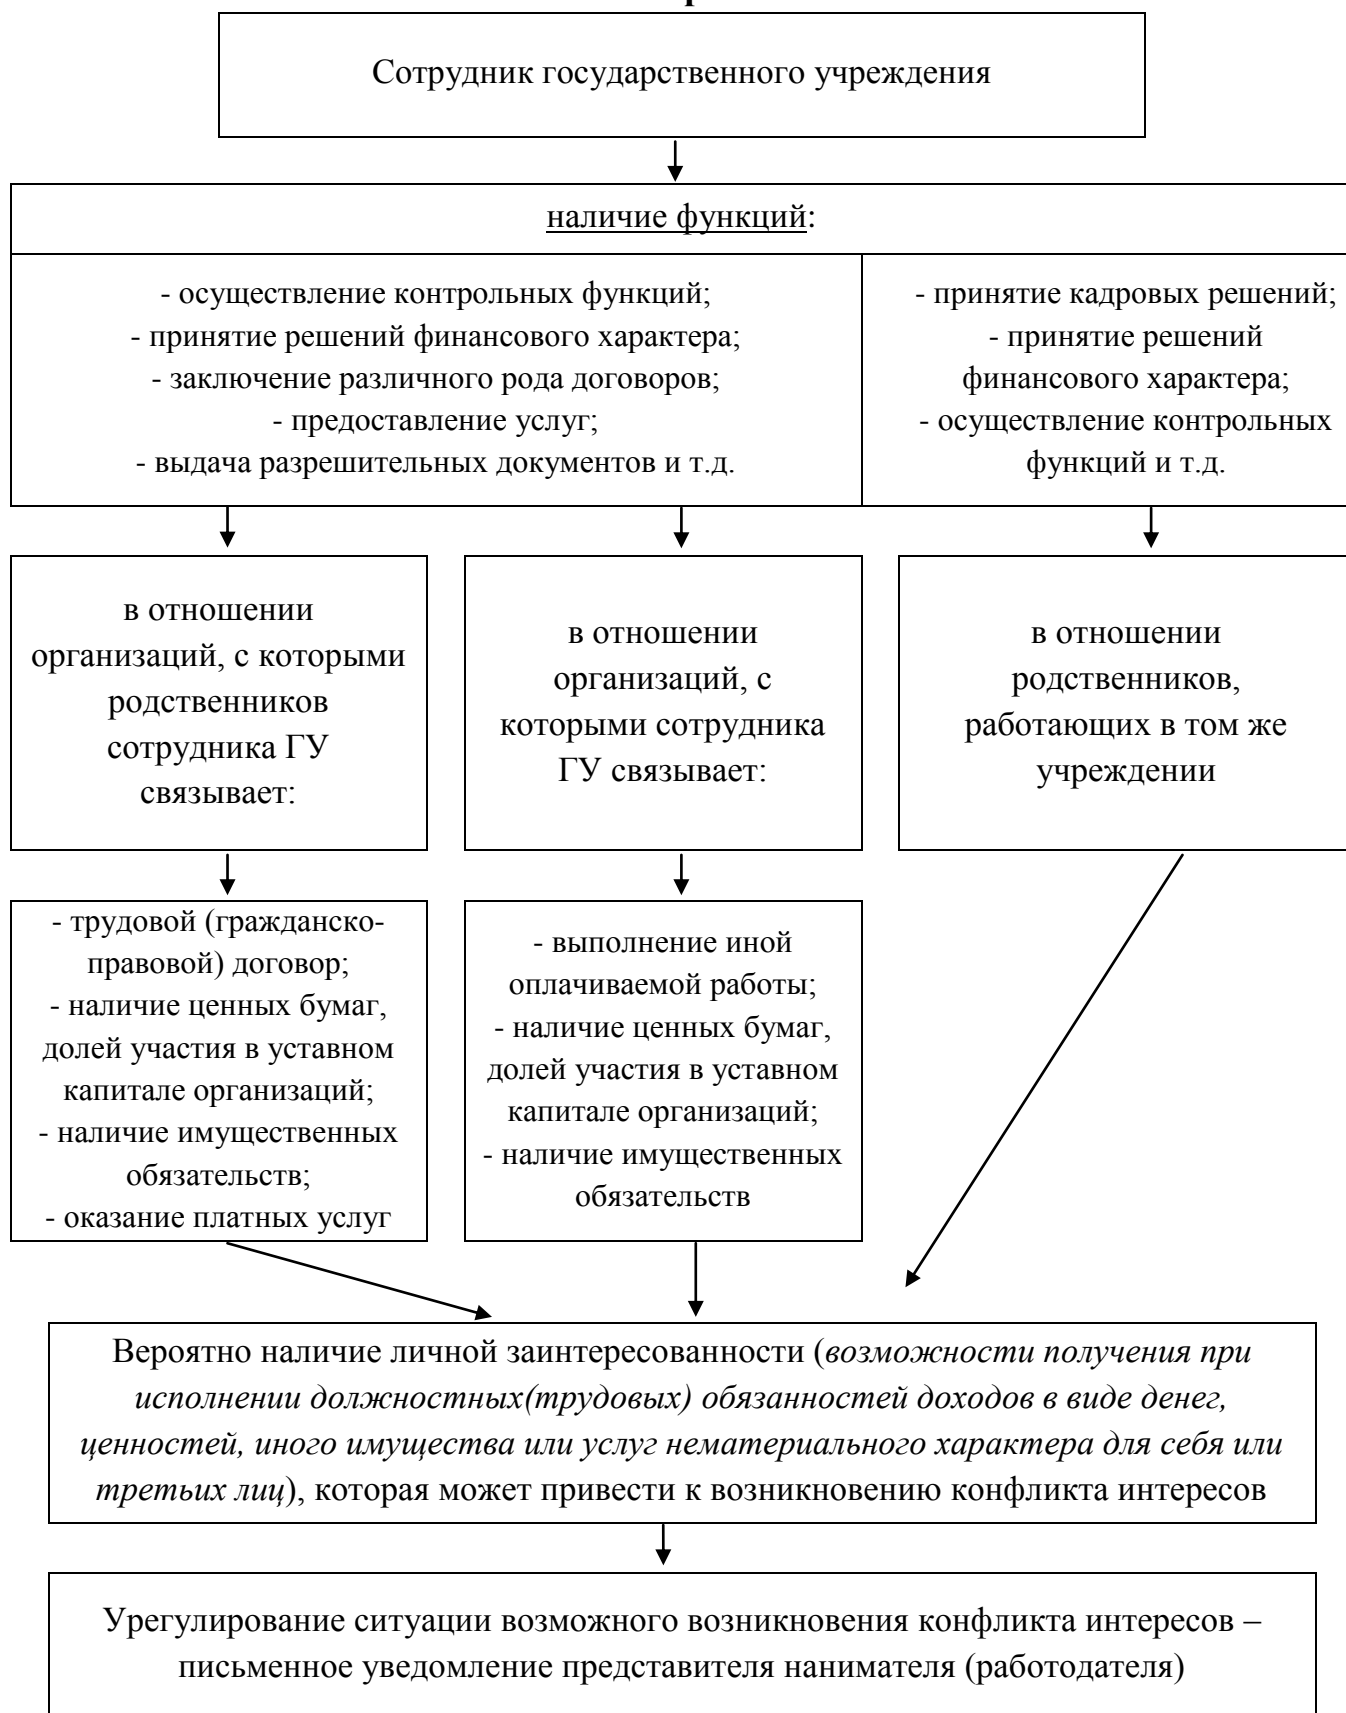 Сотрудник государственного учреждения
наличие функций:
- осуществление контрольных функций;
- принятие решений финансового характера;
- заключение различного рода договоров;
- предоставление услуг;
- выдача разрешительных документов и т.д.
- принятие кадровых решений;
- принятие решений
финансового характера;
- осуществление контрольных
функций и т.д.
в отношении
организаций, с которыми
родственников
сотрудника ГУ
связывает:
в отношении
организаций, с
которыми сотрудника
ГУ связывает:
в отношении
родственников,
работающих в том же
учреждении
- трудовой (гражданско-
правовой) договор;
- наличие ценных бумаг,
долей участия в уставном
капитале организаций;
- наличие имущественных
обязательств;
- оказание платных услуг
- выполнение иной
оплачиваемой работы;
- наличие ценных бумаг,
долей участия в уставном
капитале организаций;
- наличие имущественных
обязательств
Вероятно наличие личной заинтересованности (возможности получения при
исполнении должностных(трудовых) обязанностей доходов в виде денег,
ценностей, иного имущества или услуг нематериального характера для себя или
третьих лиц), которая может привести к возникновению конфликта интересов
Урегулирование ситуации возможного возникновения конфликта интересов –
письменное уведомление представителя нанимателя (работодателя)